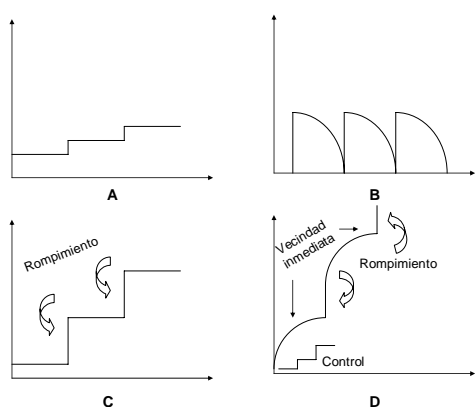 A
B
Rompimiento
C
Vecindad
inmediata
Rompimiento
Control
D